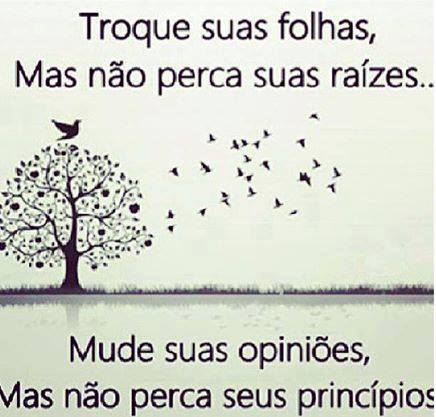 Troque suas folhas,
Mas não perca suas raízes..
Mude suas opiniões,
Mas não perca seus princípios